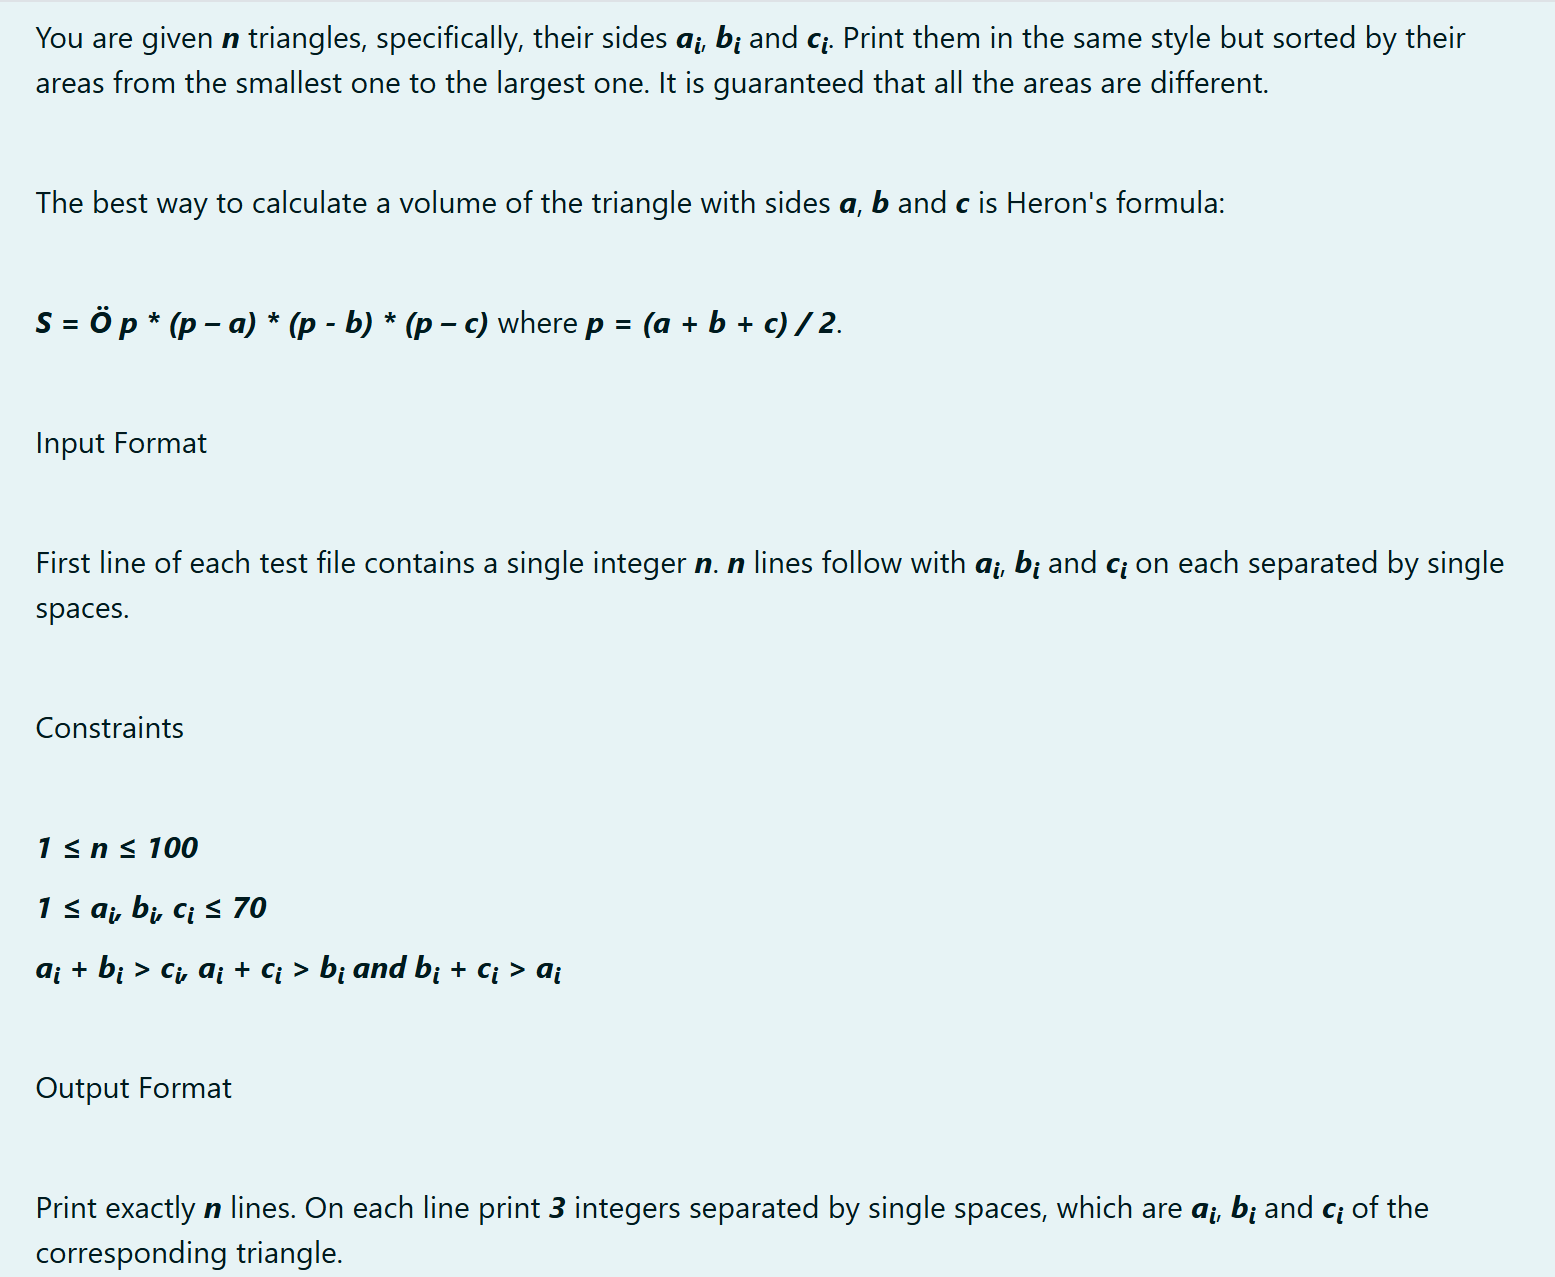 You are given n triangles, specifically, their sides ai, bi and ci. Print them in the same style but sorted by their
areas from the smallest one to the largest one. It is guaranteed that all the areas are different.
The best way to calculate a volume of the triangle with sides a, b and c is Heron's formula:
S = Ö p * (p – a) * (p - b) * (p – c) where p = (a + b + c) / 2.
Input Format
First line of each test file contains a single integer n. n lines follow with ai, bi and ci on each separated by single
spaces.
Constraints
1 ≤ n ≤ 100
1 ≤ ai, bi, ci ≤ 70
ai + bi > ci, ai + ci > bi and bi + ci > ai
Output Format
Print exactly n lines. On each line print 3 integers separated by single spaces, which are ai, bi and ci of the
corresponding triangle.